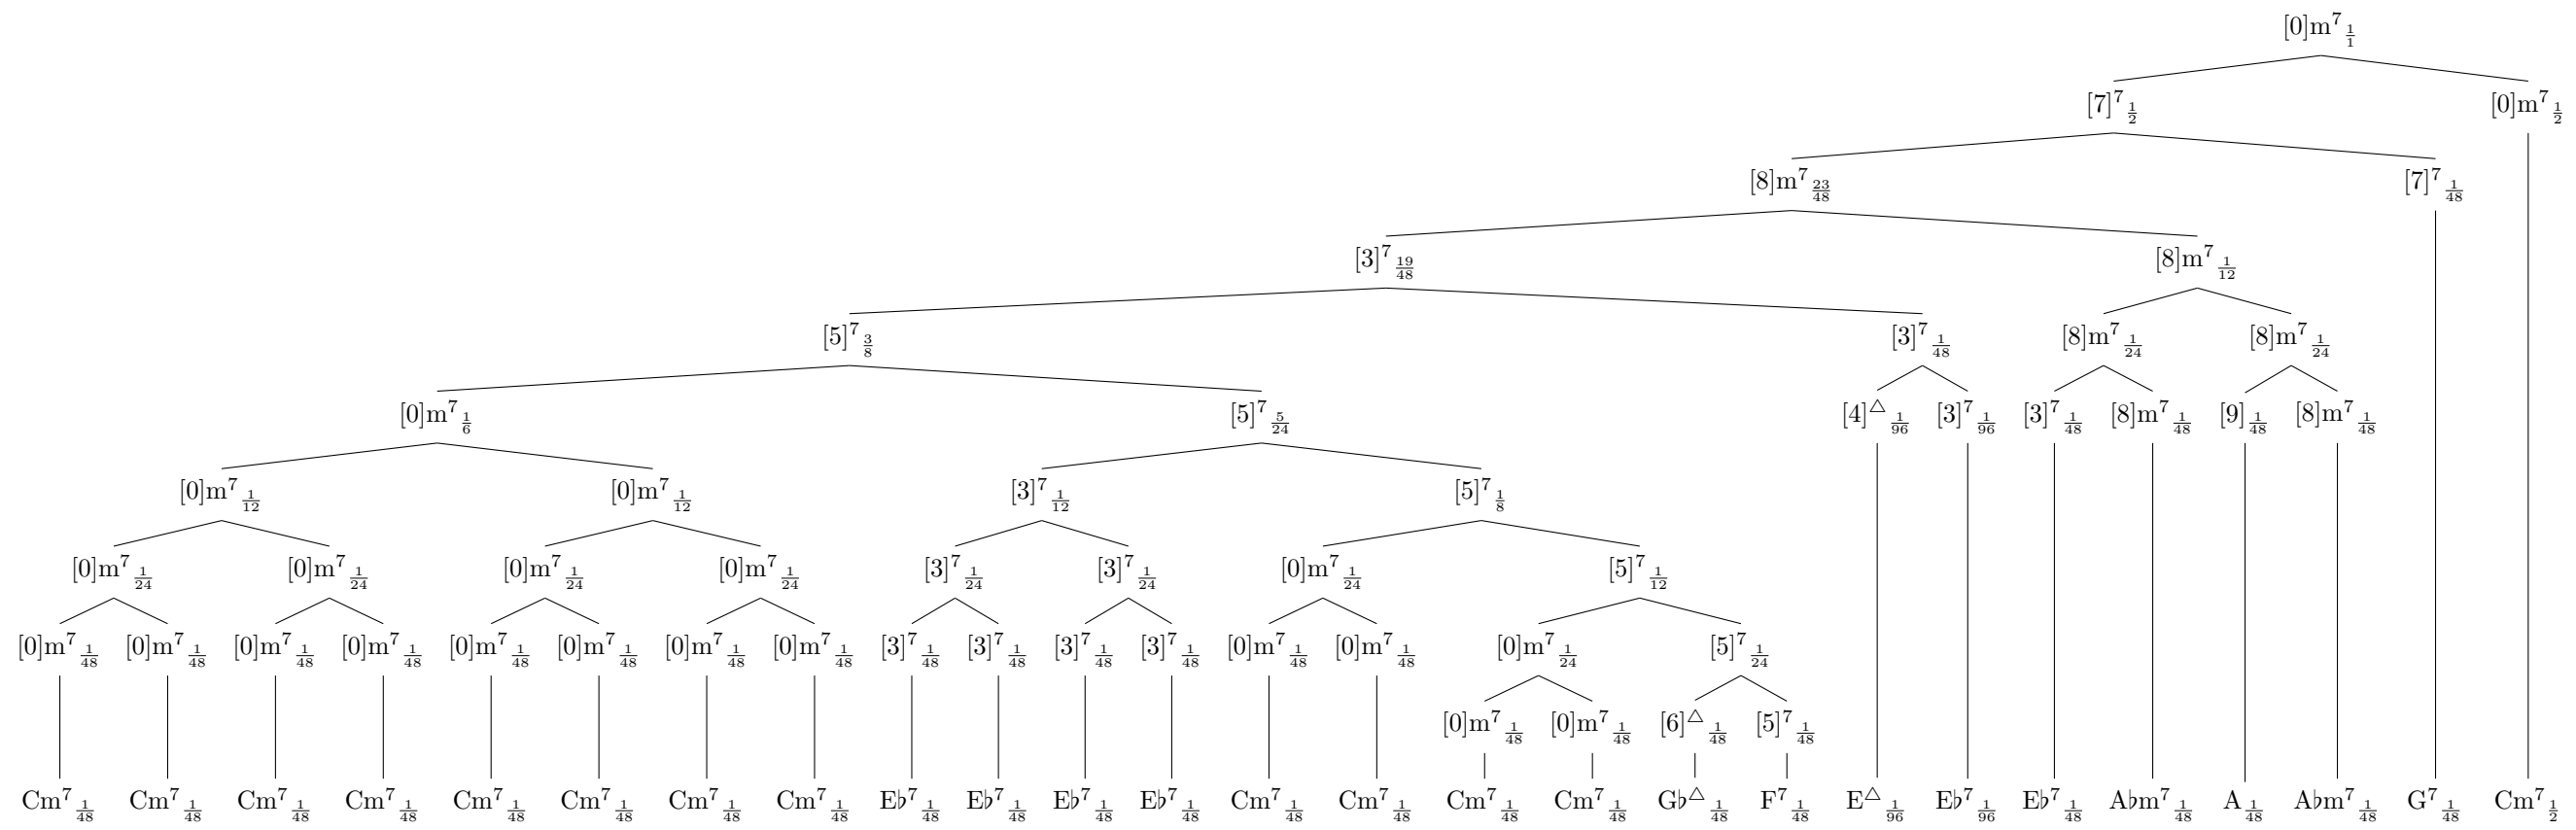 [0]m⁷ 1/1
[7]⁷ 1/2 [0]m⁷ 1/2
[8]m⁷ 23/48 [7]⁷ 1/48
[3]⁷ 19/48 [8]m⁷ 1/12
[5]⁷ 3/8 [3]⁷ 1/48 [8]m⁷ 1/24 [8]m⁷ 1/24
[0]m⁷ 1/6 [5]⁷ 5/24 [4]△ 1/96 [3]⁷ 1/96 [3]⁷ 1/48 [8]m⁷ 1/48 [9] 1/48 [8]m⁷ 1/48
[0]m⁷ 1/12 [0]m⁷ 1/12 [3]⁷ 1/12 [5]⁷ 1/8
[0]m⁷ 1/24 [0]m⁷ 1/24 [0]m⁷ 1/24 [0]m⁷ 1/24 [3]⁷ 1/24 [3]⁷ 1/24 [0]m⁷ 1/24 [5]⁷ 1/12
[0]m⁷ 1/48 [0]m⁷ 1/48 [0]m⁷ 1/48 [0]m⁷ 1/48 [0]m⁷ 1/48 [0]m⁷ 1/48 [0]m⁷ 1/48 [0]m⁷ 1/48 [3]⁷ 1/48 [3]⁷ 1/48 [3]⁷ 1/48 [3]⁷ 1/48 [0]m⁷ 1/48 [0]m⁷ 1/48 [0]m⁷ 1/24 [5]⁷ 1/24
[0]m⁷ 1/48 [0]m⁷ 1/48 [6]△ 1/48 [5]⁷ 1/48
Cm⁷ 1/48 Cm⁷ 1/48 Cm⁷ 1/48 Cm⁷ 1/48 Cm⁷ 1/48 Cm⁷ 1/48 Cm⁷ 1/48 Cm⁷ 1/48 E♭⁷ 1/48 E♭⁷ 1/48 E♭⁷ 1/48 E♭⁷ 1/48 Cm⁷ 1/48 Cm⁷ 1/48 Cm⁷ 1/48 Cm⁷ 1/48 G♭△ 1/48 F⁷ 1/48 E△ 1/96 E♭⁷ 1/96 E♭⁷ 1/48 A♭m⁷ 1/48 A 1/48 A♭m⁷ 1/48 G⁷ 1/48 Cm⁷ 1/2